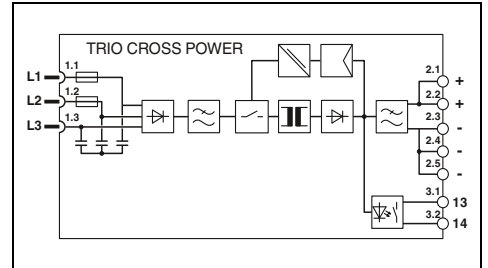 TRIO CROSS POWER
L1 1.1
L2 1.2
L3 1.3
2.1 +
2.2 +
2.3 -
2.4 -
2.5 -
3.1 13
3.2 14